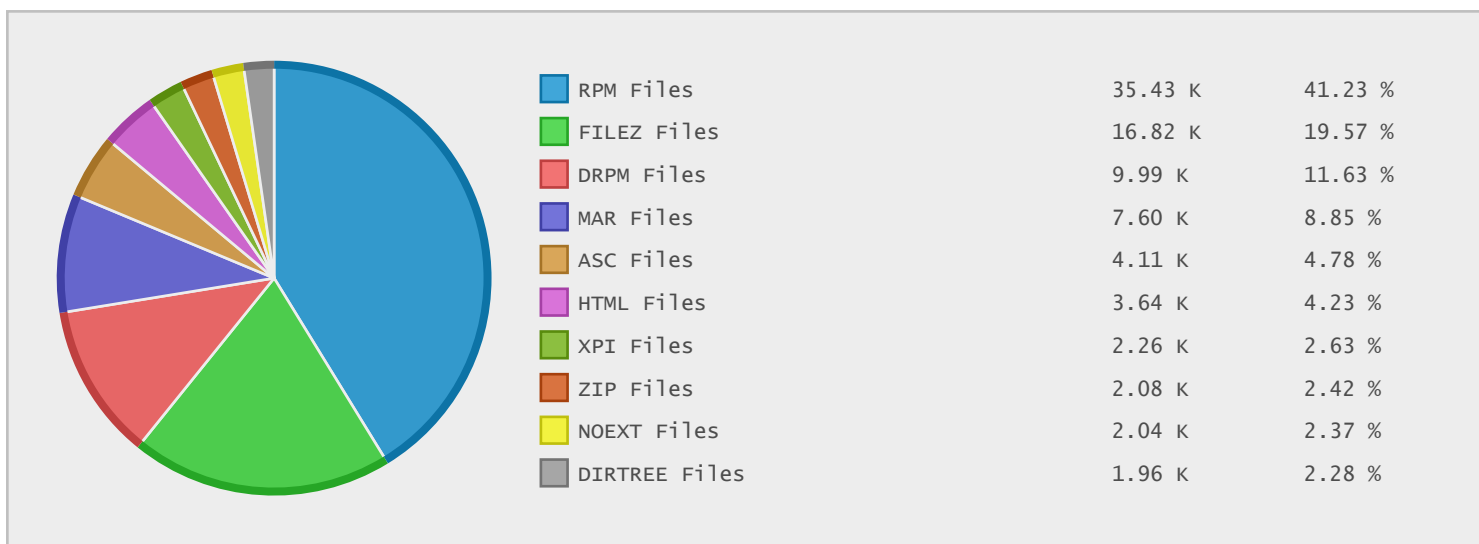 RPM Files 35.43 K 41.23 %
FILEZ Files 16.82 K 19.57 %
DRPM Files 9.99 K 11.63 %
MAR Files 7.60 K 8.85 %
ASC Files 4.11 K 4.78 %
HTML Files 3.64 K 4.23 %
XPI Files 2.26 K 2.63 %
ZIP Files 2.08 K 2.42 %
NOEXT Files 2.04 K 2.37 %
DIRTREE Files 1.96 K 2.28 %